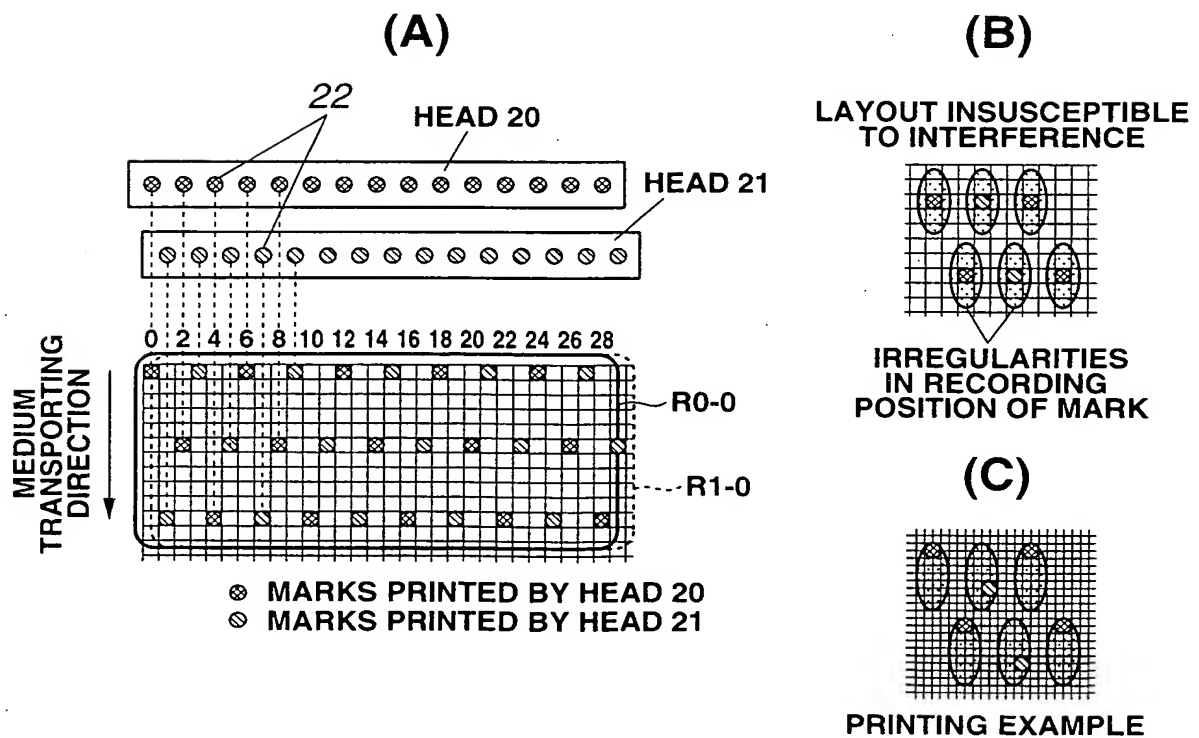 (A)
22
HEAD 20
HEAD 21
0 2 4 6 8 10 12 14 16 18 20 22 24 26 28
MEDIUM
TRANSPORTING
DIRECTION
R0-0
R1-0
MARKS PRINTED BY HEAD 20
MARKS PRINTED BY HEAD 21
(B)
LAYOUT INSUSCEPTIBLE
TO INTERFERENCE
IRREGULARITIES
IN RECORDING
POSITION OF MARK
(C)
PRINTING EXAMPLE